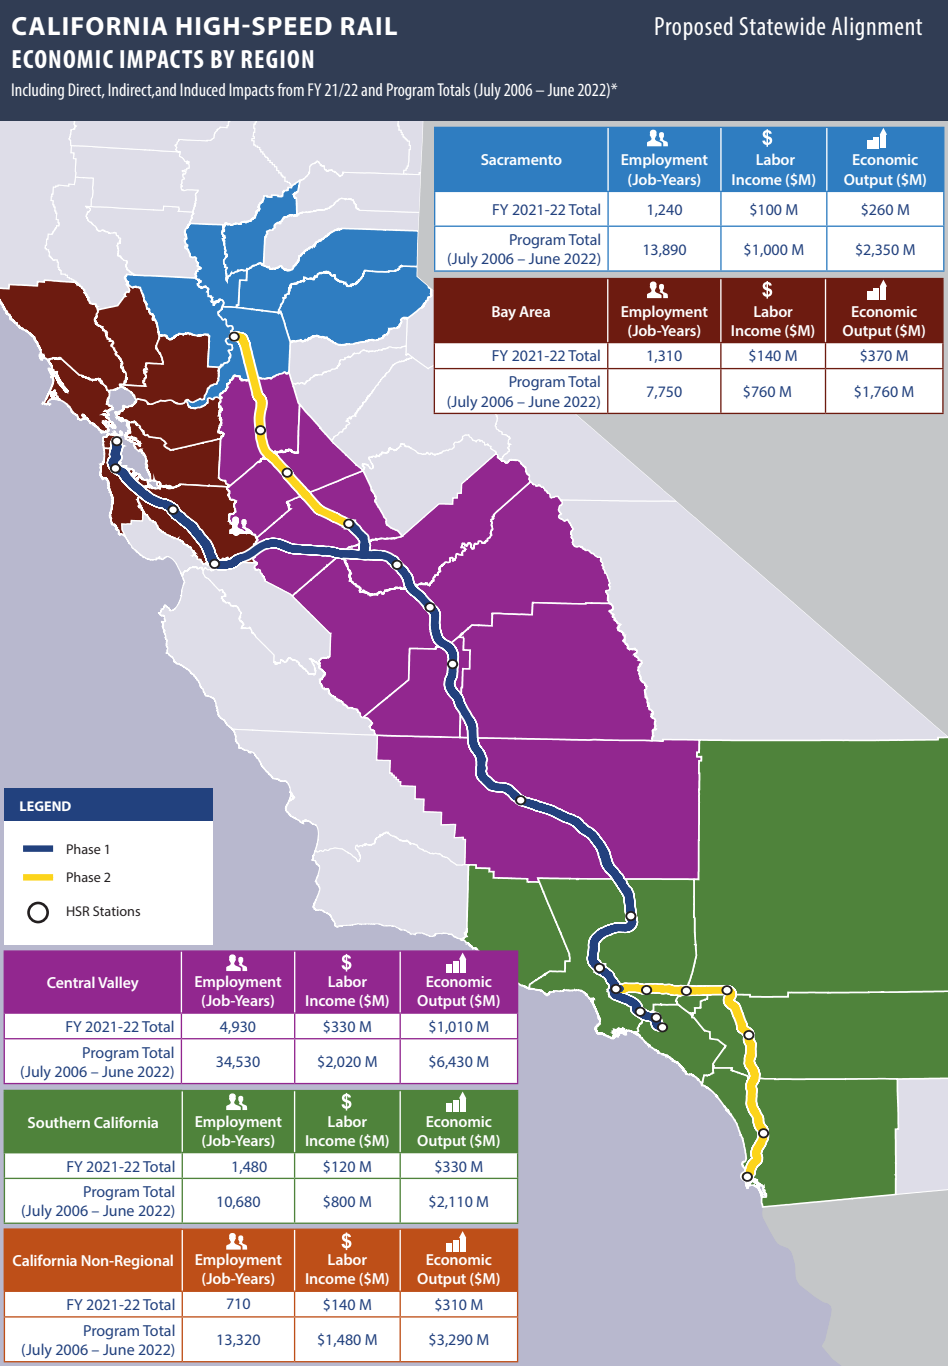 CALIFORNIA HIGH-SPEED RAIL
Proposed Statewide Alignment
ECONOMIC IMPACTS BY REGION
Including Direct, Indirect,and Induced Impacts from FY 21/22 and Program Totals (July 2006 – June 2022)*
Sacramento
Employment
(Job-Years)
$
Labor
Income ($M)
Economic
Output ($M)
FY 2021-22 Total
1,240
$100 M
$260 M
Program Total
(July 2006 – June 2022)
13,890
$1,000 M
$2,350 M
Bay Area
Employment
(Job-Years)
$
Labor
Income ($M)
Economic
Output ($M)
FY 2021-22 Total
1,310
$140 M
$370 M
Program Total
(July 2006 – June 2022)
7,750
$760 M
$1,760 M
LEGEND
Phase 1
Phase 2
HSR Stations
Central Valley
Employment
(Job-Years)
$
Labor
Income ($M)
Economic
Output ($M)
FY 2021-22 Total
4,930
$330 M
$1,010 M
Program Total
(July 2006 – June 2022)
34,530
$2,020 M
$6,430 M
Southern California
Employment
(Job-Years)
$
Labor
Income ($M)
Economic
Output ($M)
FY 2021-22 Total
1,480
$120 M
$330 M
Program Total
(July 2006 – June 2022)
10,680
$800 M
$2,110 M
California Non-Regional
Employment
(Job-Years)
$
Labor
Income ($M)
Economic
Output ($M)
FY 2021-22 Total
710
$140 M
$310 M
Program Total
(July 2006 – June 2022)
13,320
$1,480 M
$3,290 M